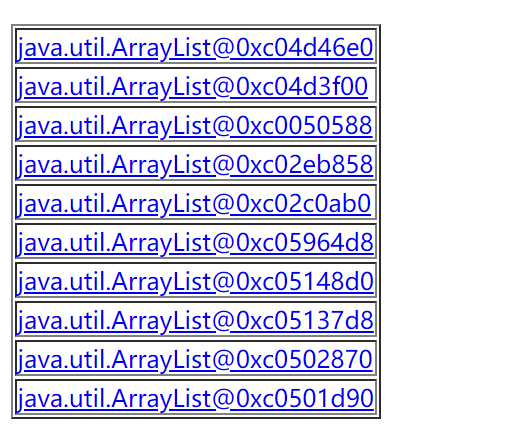 java.util.ArrayList@0xc04d46e0
java.util.ArrayList@0xc04d3f00
java.util.ArrayList@0xc0050588
java.util.ArrayList@0xc02eb858
java.util.ArrayList@0xc02c0ab0
java.util.ArrayList@0xc05964d8
java.util.ArrayList@0xc05148d0
java.util.ArrayList@0xc05137d8
java.util.ArrayList@0xc0502870
java.util.ArrayList@0xc0501d90